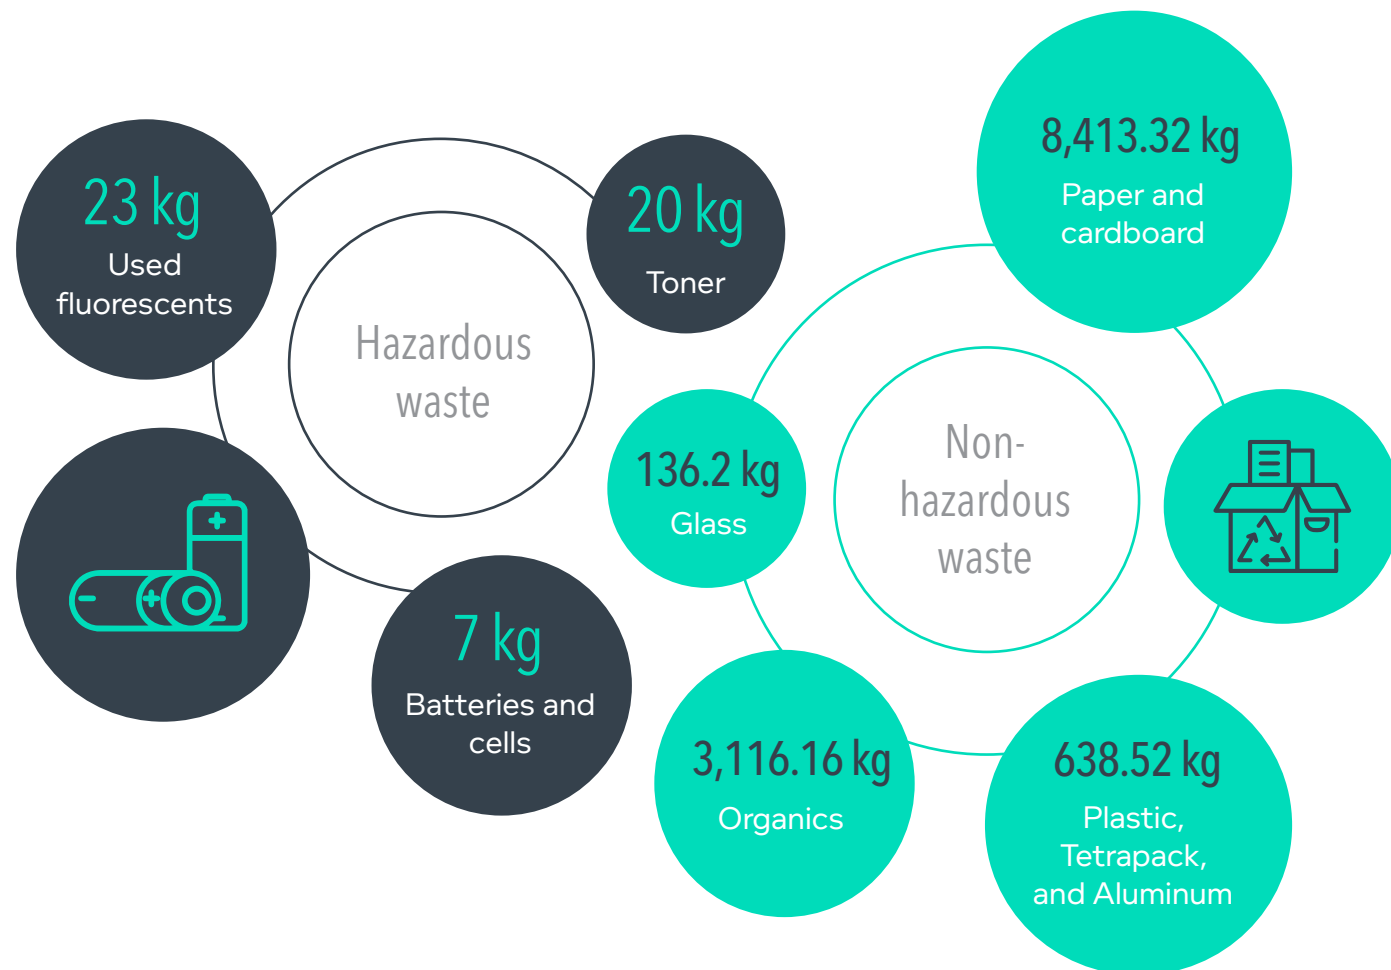 23 kg
Used
fluorescents
20 kg
Toner
Hazardous
waste
7 kg
Batteries and
cells
8,413.32 kg
Paper and
cardboard
136.2 kg
Glass
Non-
hazardous
waste
3,116.16 kg
Organics
638.52 kg
Plastic,
Tetrapack,
and Aluminum